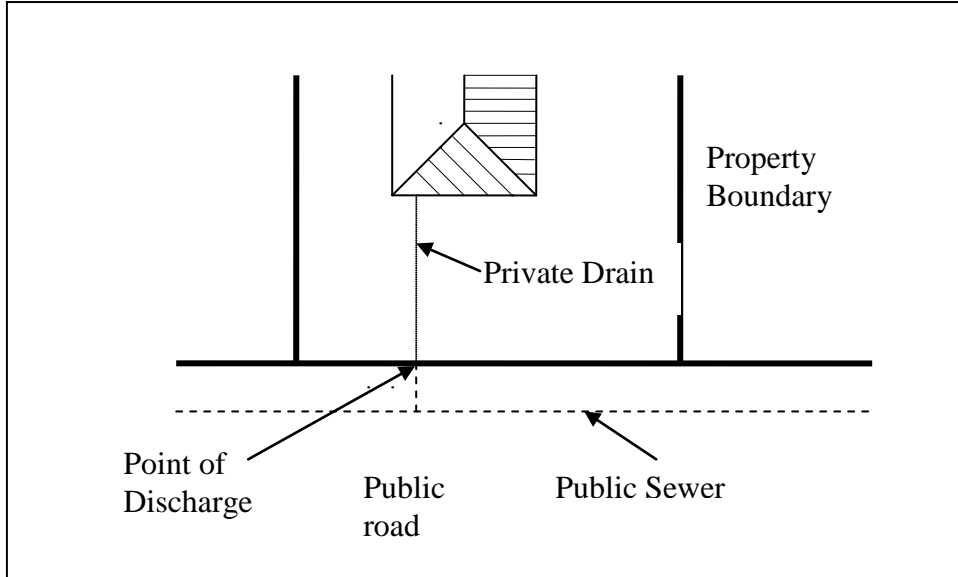 Property
Boundary
Private Drain
Point of
Discharge
Public
road
Public Sewer